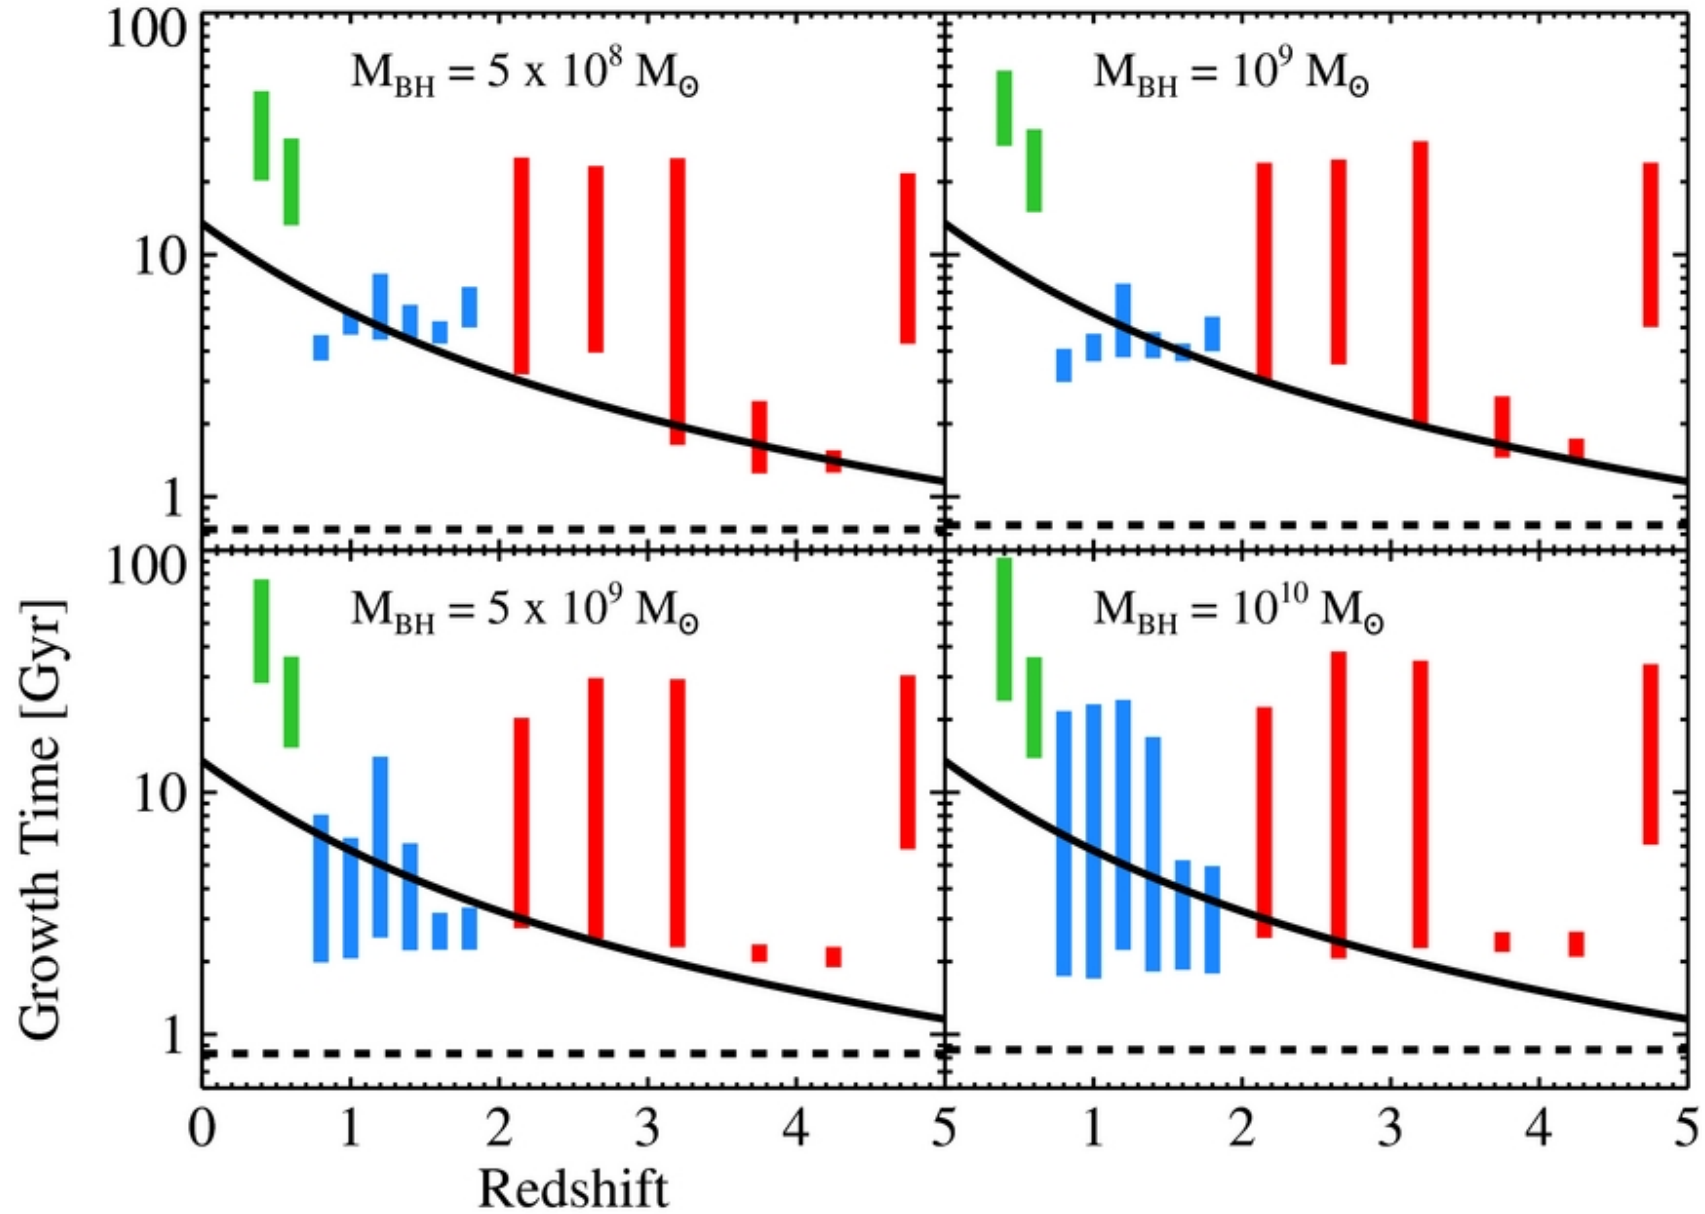 100
M_BH = 5 x 10^8 M_⊙
M_BH = 10^9 M_⊙
10
1
100
M_BH = 5 x 10^9 M_⊙
M_BH = 10^10 M_⊙
10
1
Growth Time [Gyr]
0 1 2 3 4 5 1 2 3 4 5
Redshift